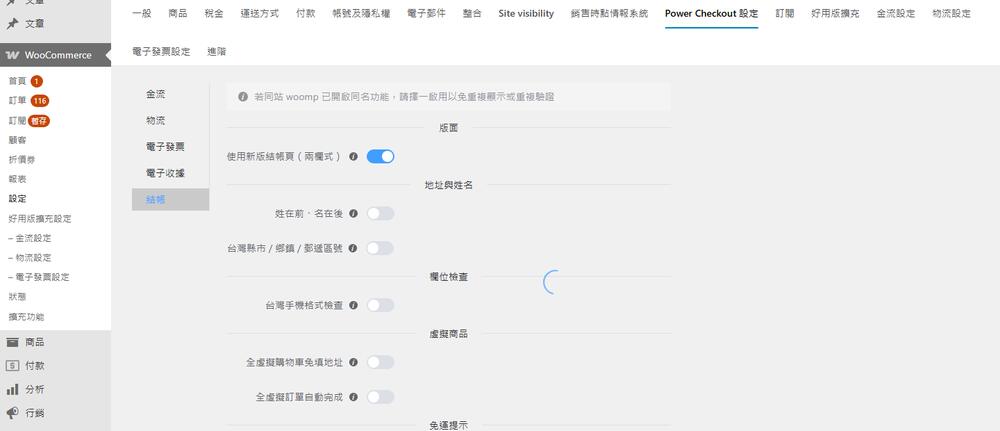 一般 商品 稅金 運送方式 付款 帳號及隱私權 電子郵件 整合 Site visibility 銷售時點情報系統 Power Checkout 設定 訂閱 好用版擴充 金流設定 物流設定
電子發票設定 進階
文章
文章
WooCommerce
首頁 1
訂單 116
訂閱 暫存
顧客
折價券
報表
設定
好用版擴充設定
– 金流設定
– 物流設定
– 電子發票設定
狀態
擴充功能
商品
付款
分析
行銷
金流
物流
電子發票
電子收據
結帳
若同站 woomp 已開啟同名功能，請擇一啟用以免重複顯示或重複驗證
版面
使用新版結帳頁（兩欄式）
地址與姓名
姓在前、名在後
台灣縣市 / 鄉鎮 / 郵遞區號
欄位檢查
台灣手機格式檢查
虛擬商品
全虛擬購物車免填地址
全虛擬訂單自動完成
免運提示